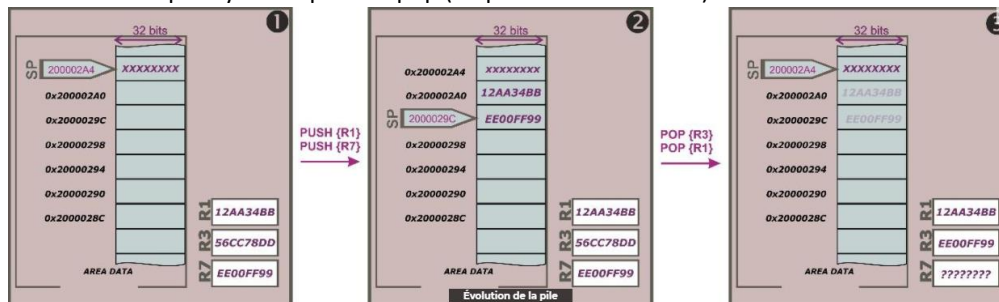 ❶
32 bits
SP
200002A4
XXXXXXXX
0x200002A0
0x2000029C
0x20000298
0x20000294
0x20000290
0x2000028C
R1
12AA34BB
R3
56CC78DD
R7
EE00FF99
AREA DATA
PUSH {R1}
PUSH {R7}
❷
32 bits
0x200002A4
XXXXXXXX
0x200002A0
12AA34BB
SP
2000029C
EE00FF99
0x20000298
0x20000294
0x20000290
0x2000028C
R1
12AA34BB
R3
56CC78DD
R7
EE00FF99
AREA DATA
POP {R3}
POP {R1}
32 bits
SP
200002A4
XXXXXXXX
0x200002A0
12AA34BB
0x2000029C
EE00FF99
0x20000298
0x20000294
0x20000290
0x2000028C
R1
12AA34BB
R3
EE00FF99
R7
????????
AREA DATA
Évolution de la pile